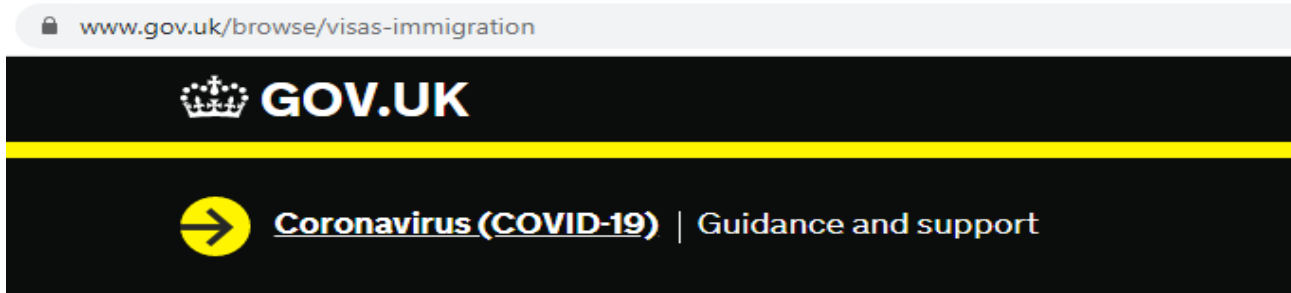 www.gov.uk/browse/visas-immigration
GOV.UK
Coronavirus (COVID-19) | Guidance and support